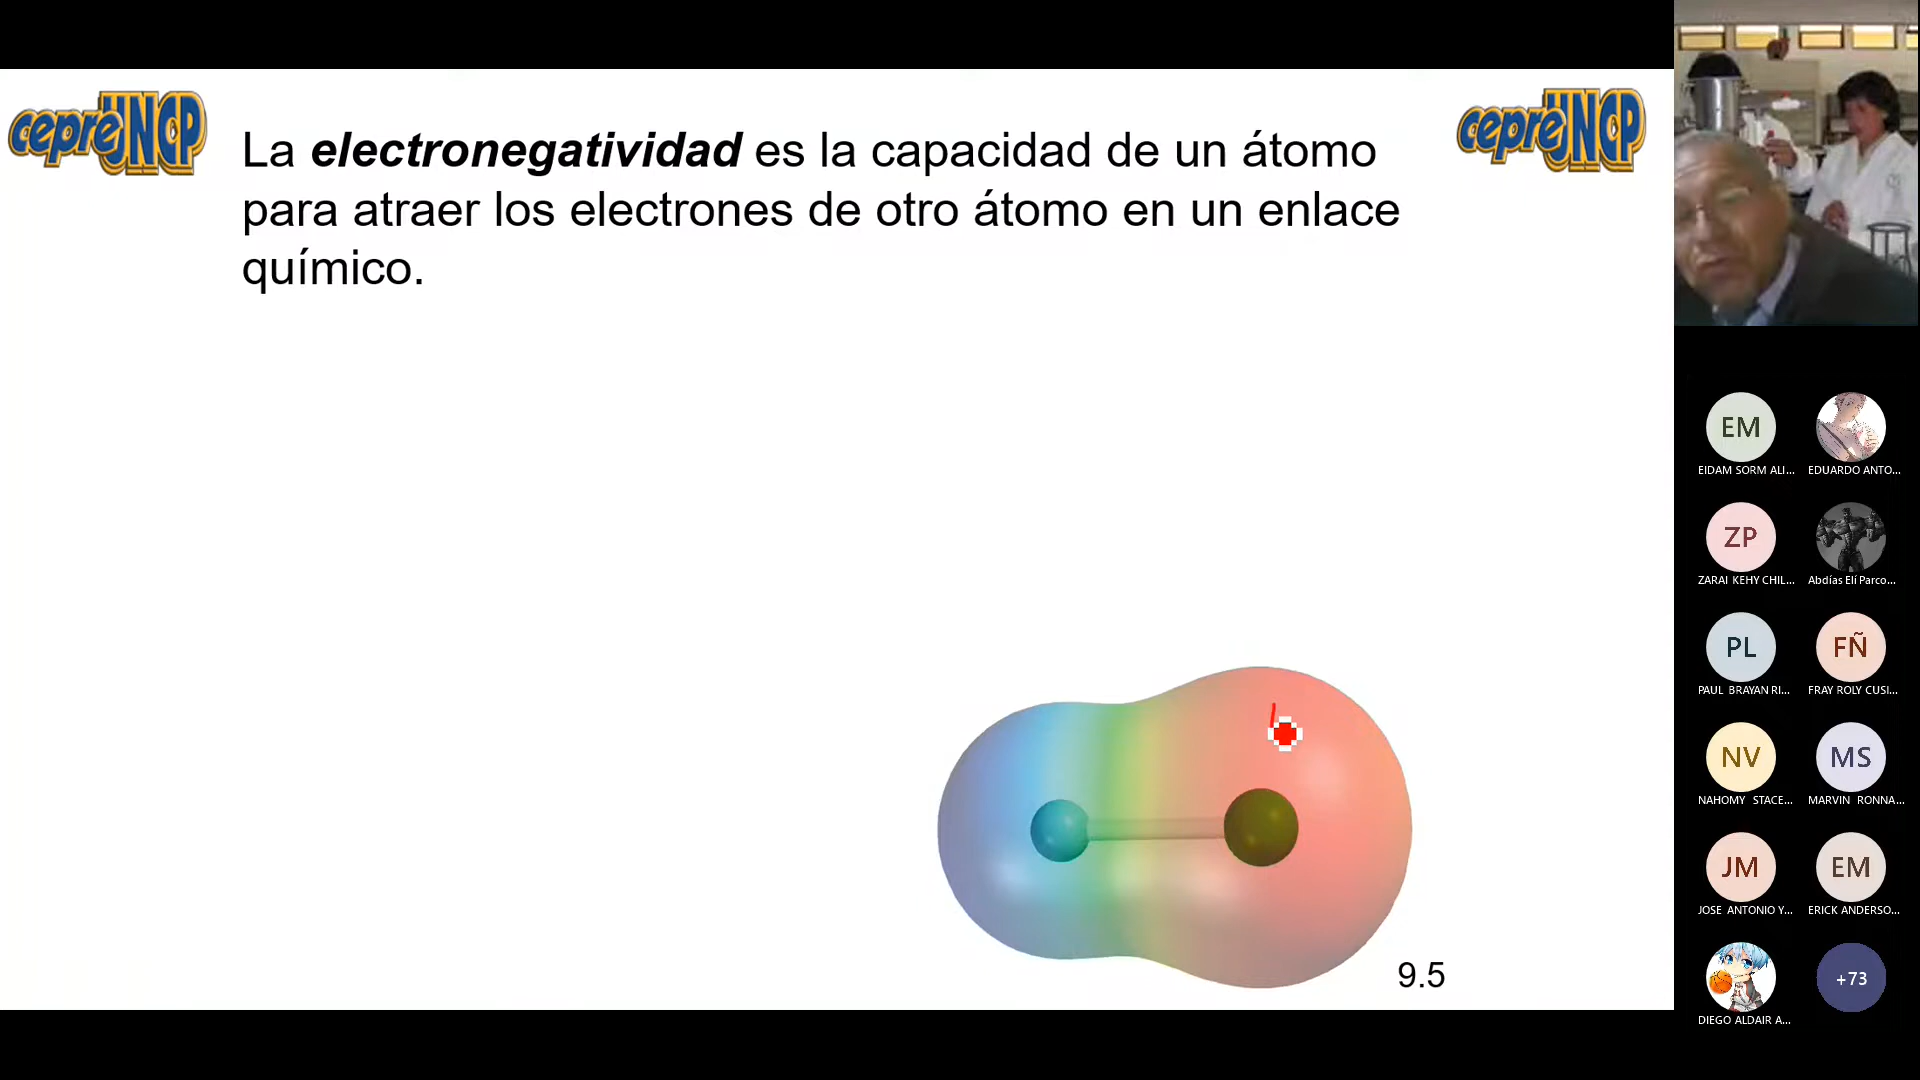 cepreUNCP
cepreUNCP
La electronegatividad es la capacidad de un átomo
para atraer los electrones de otro átomo en un enlace
químico.
9.5
EM
EIDAM SORM ALI...
EDUARDO ANTO...
ZP
ZARAI KEHY CHIL...
Abdías Elí Parco...
PL
PAUL BRAYAN RI...
FÑ
FRAY ROLY CUSI...
NV
NAHOMY STACE...
MS
MARVIN RONNA...
JM
JOSE ANTONIO Y...
EM
ERICK ANDERSO...
DIEGO ALDAIR A...
+73